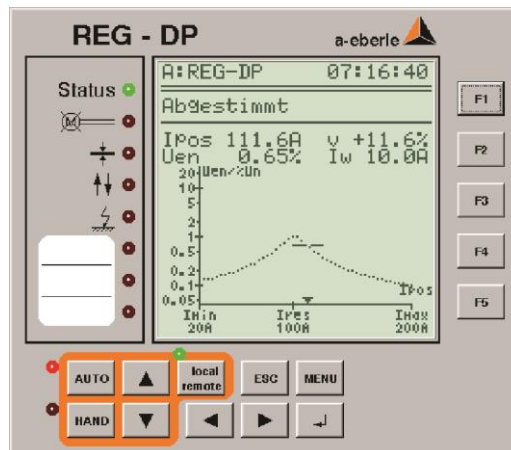 REG - DP
a-eberle
Status
M
A:REG-DP 07:16:40
Abgestimmt
Ipos 111.6A v +11.6%
Uen 0.65% Iw 10.0A
Uen/%Un
20
10
5
2
1
0.5
0.2
0.1
0.05
Ipos
Imin Ires Imax
20A 100A 200A
F1
F2
F3
F4
F5
AUTO local remote ESC MENU
HAND